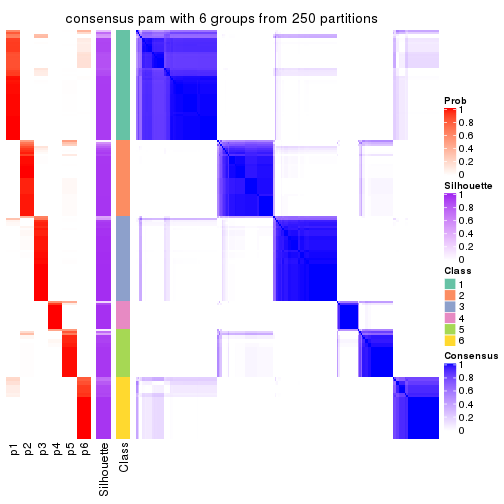 consensus pam with 6 groups from 250 partitions
Prob
1
0.8
0.6
0.4
0.2
0
Silhouette
1
0.8
0.6
0.4
0.2
0
Class
1
2
3
4
5
6
Consensus
1
0.8
0.6
0.4
0.2
0
p1
p2
p3
p4
p5
p6
Silhouette
Class